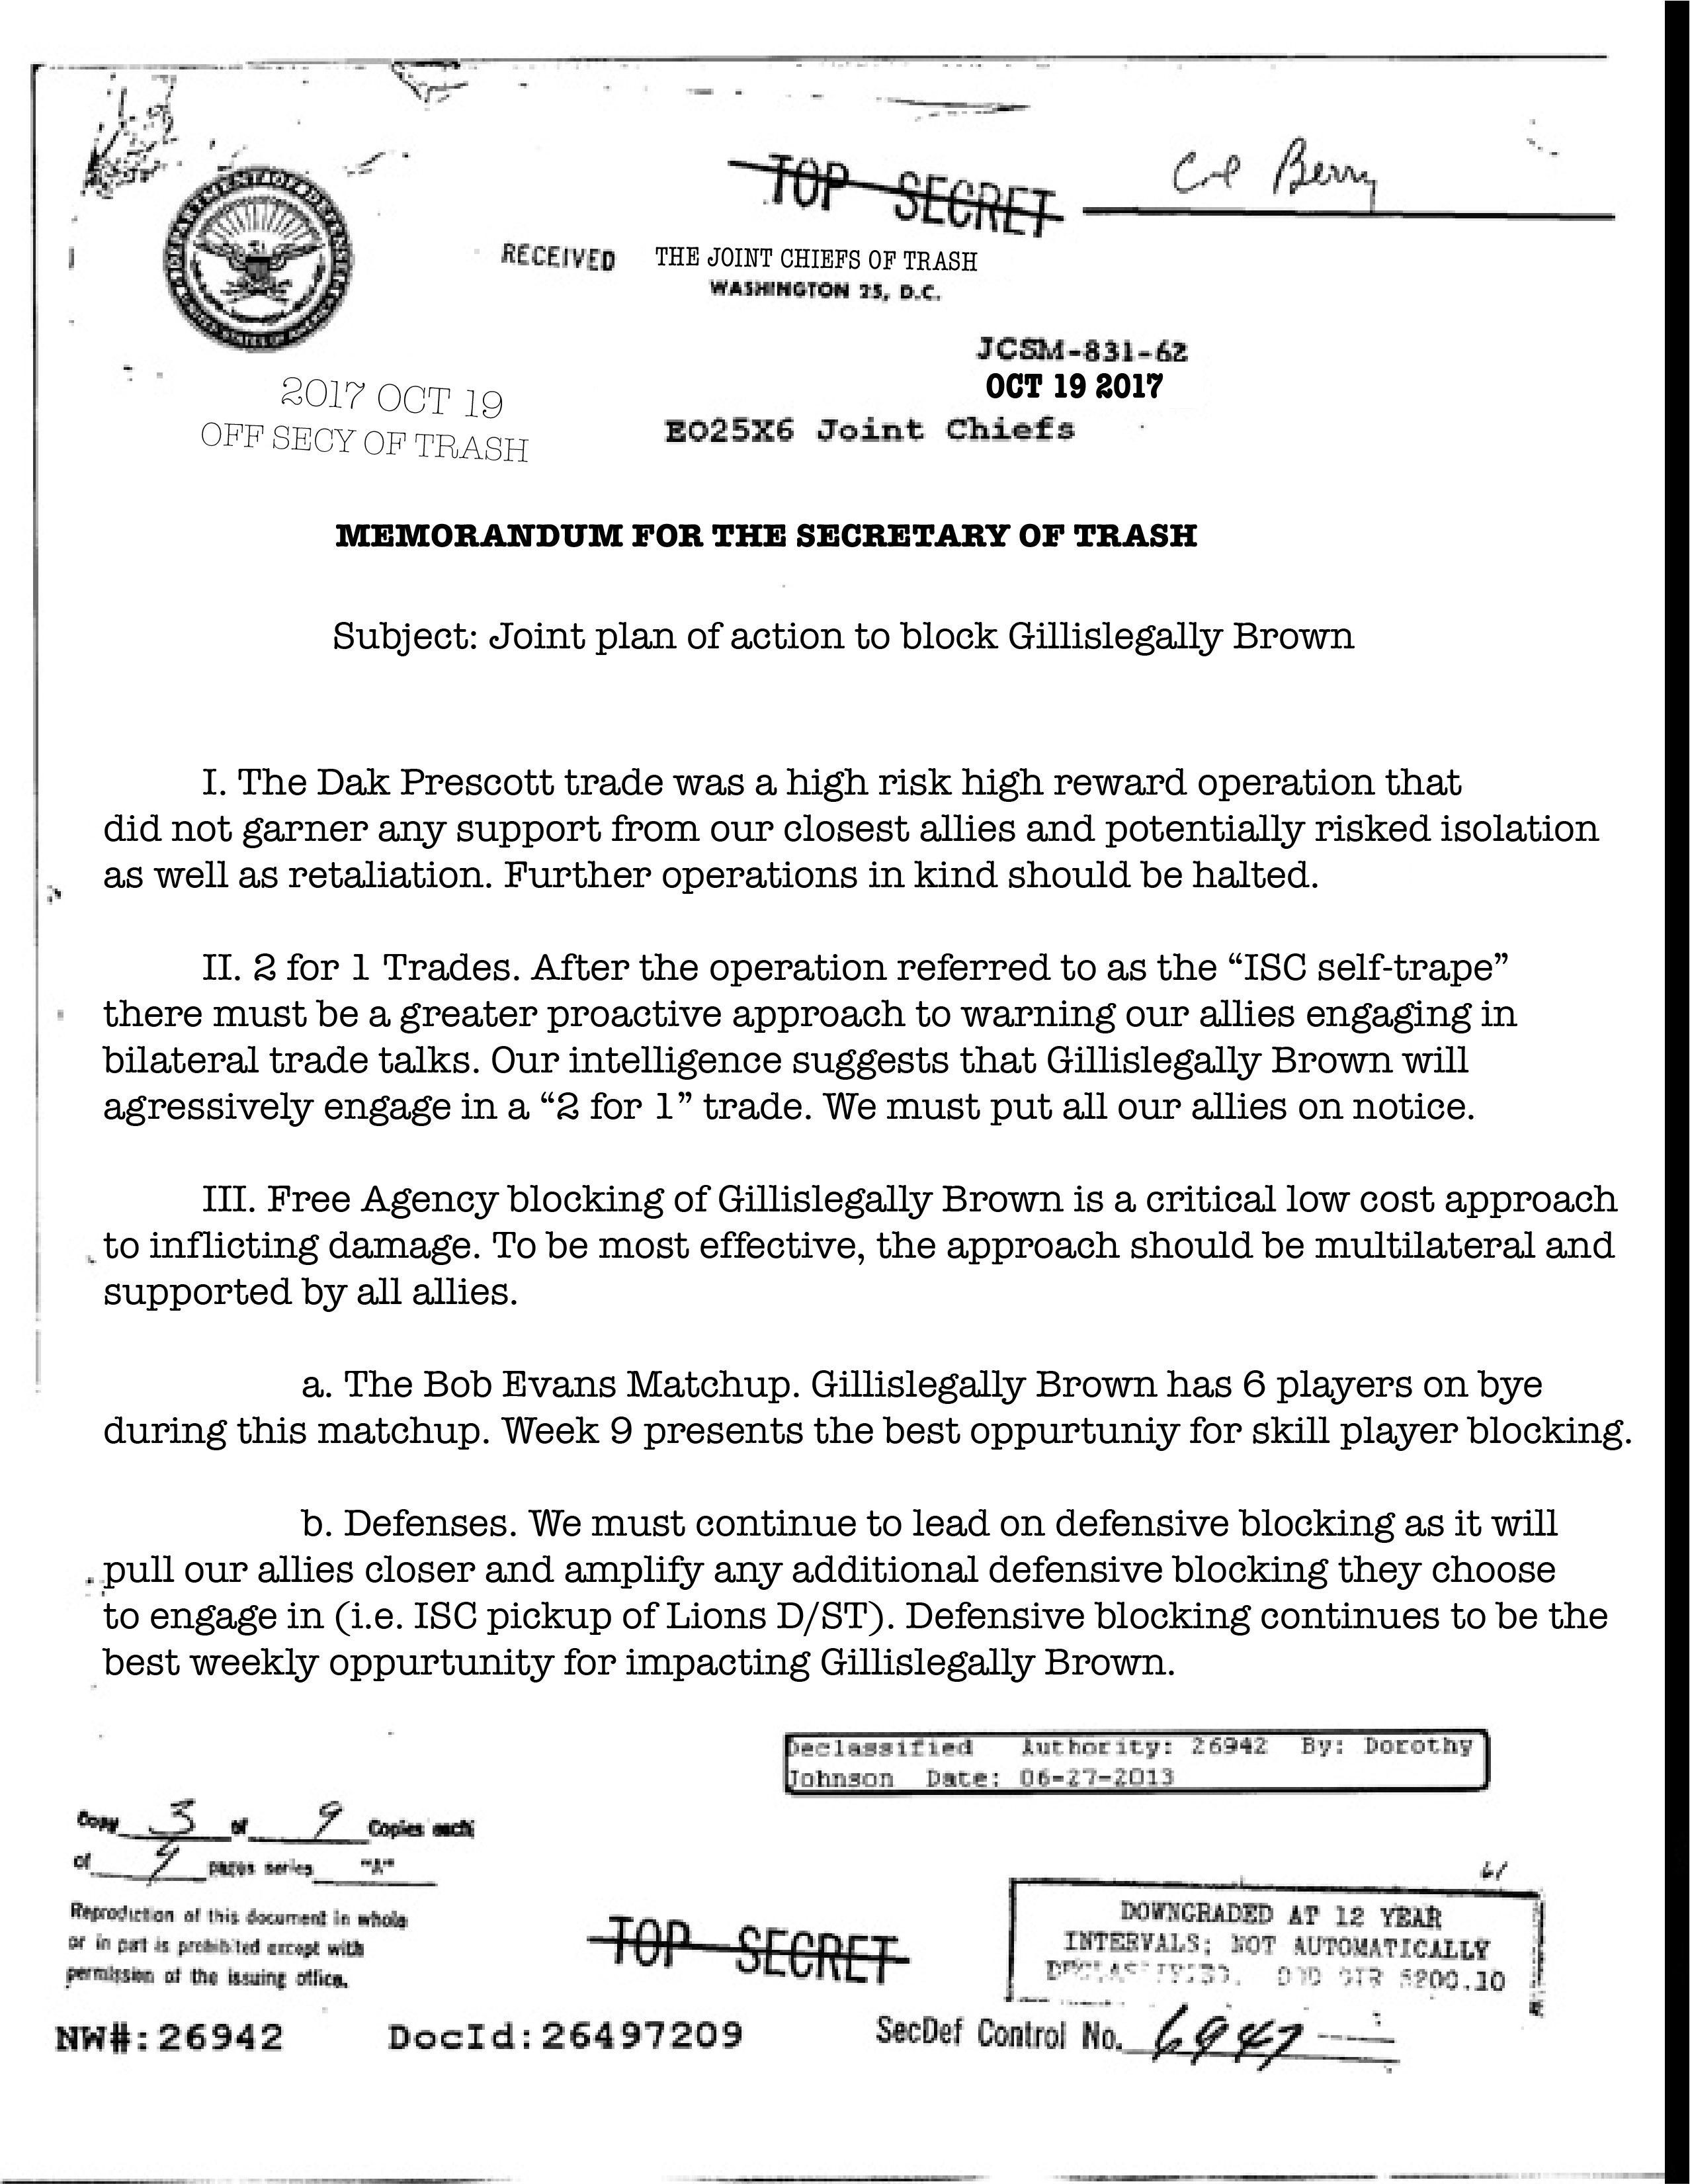 TOP SECRET
Berry
RECEIVED THE JOINT CHIEFS OF TRASH
WASHINGTON 25, D.C.
JCSM-831-62
OCT 19 2017
2017 OCT 19
OFF SECY OF TRASH
EO25X6 Joint Chiefs
MEMORANDUM FOR THE SECRETARY OF TRASH
Subject: Joint plan of action to block Gillislegally Brown
I. The Dak Prescott trade was a high risk high reward operation that
did not garner any support from our closest allies and potentially risked isolation
as well as retaliation. Further operations in kind should be halted.
II. 2 for 1 Trades. After the operation referred to as the “ISC self-trape”
there must be a greater proactive approach to warning our allies engaging in
bilateral trade talks. Our intelligence suggests that Gillislegally Brown will
agressively engage in a “2 for 1” trade. We must put all our allies on notice.
III. Free Agency blocking of Gillislegally Brown is a critical low cost approach
to inflicting damage. To be most effective, the approach should be multilateral and
supported by all allies.
a. The Bob Evans Matchup. Gillislegally Brown has 6 players on bye
during this matchup. Week 9 presents the best oppurtuniy for skill player blocking.
b. Defenses. We must continue to lead on defensive blocking as it will
pull our allies closer and amplify any additional defensive blocking they choose
to engage in (i.e. ISC pickup of Lions D/ST). Defensive blocking continues to be the
best weekly oppurtunity for impacting Gillislegally Brown.
Declassified Authority: 26942 By: Dorothy
Johnson Date: 06-27-2013
Copy 3 of 9 Copies each
of 4 pages series "A"
Reproduction of this document in whole
or in part is prohibited except with
permission of the issuing office.
TOP SECRET
DOWNGRADED AT 12 YEAR
INTERVALS; NOT AUTOMATICALLY
DECLASSIFIED. DOD DIR 5200.10
NW#:26942 DocId:26497209
SecDef Control No. 6947